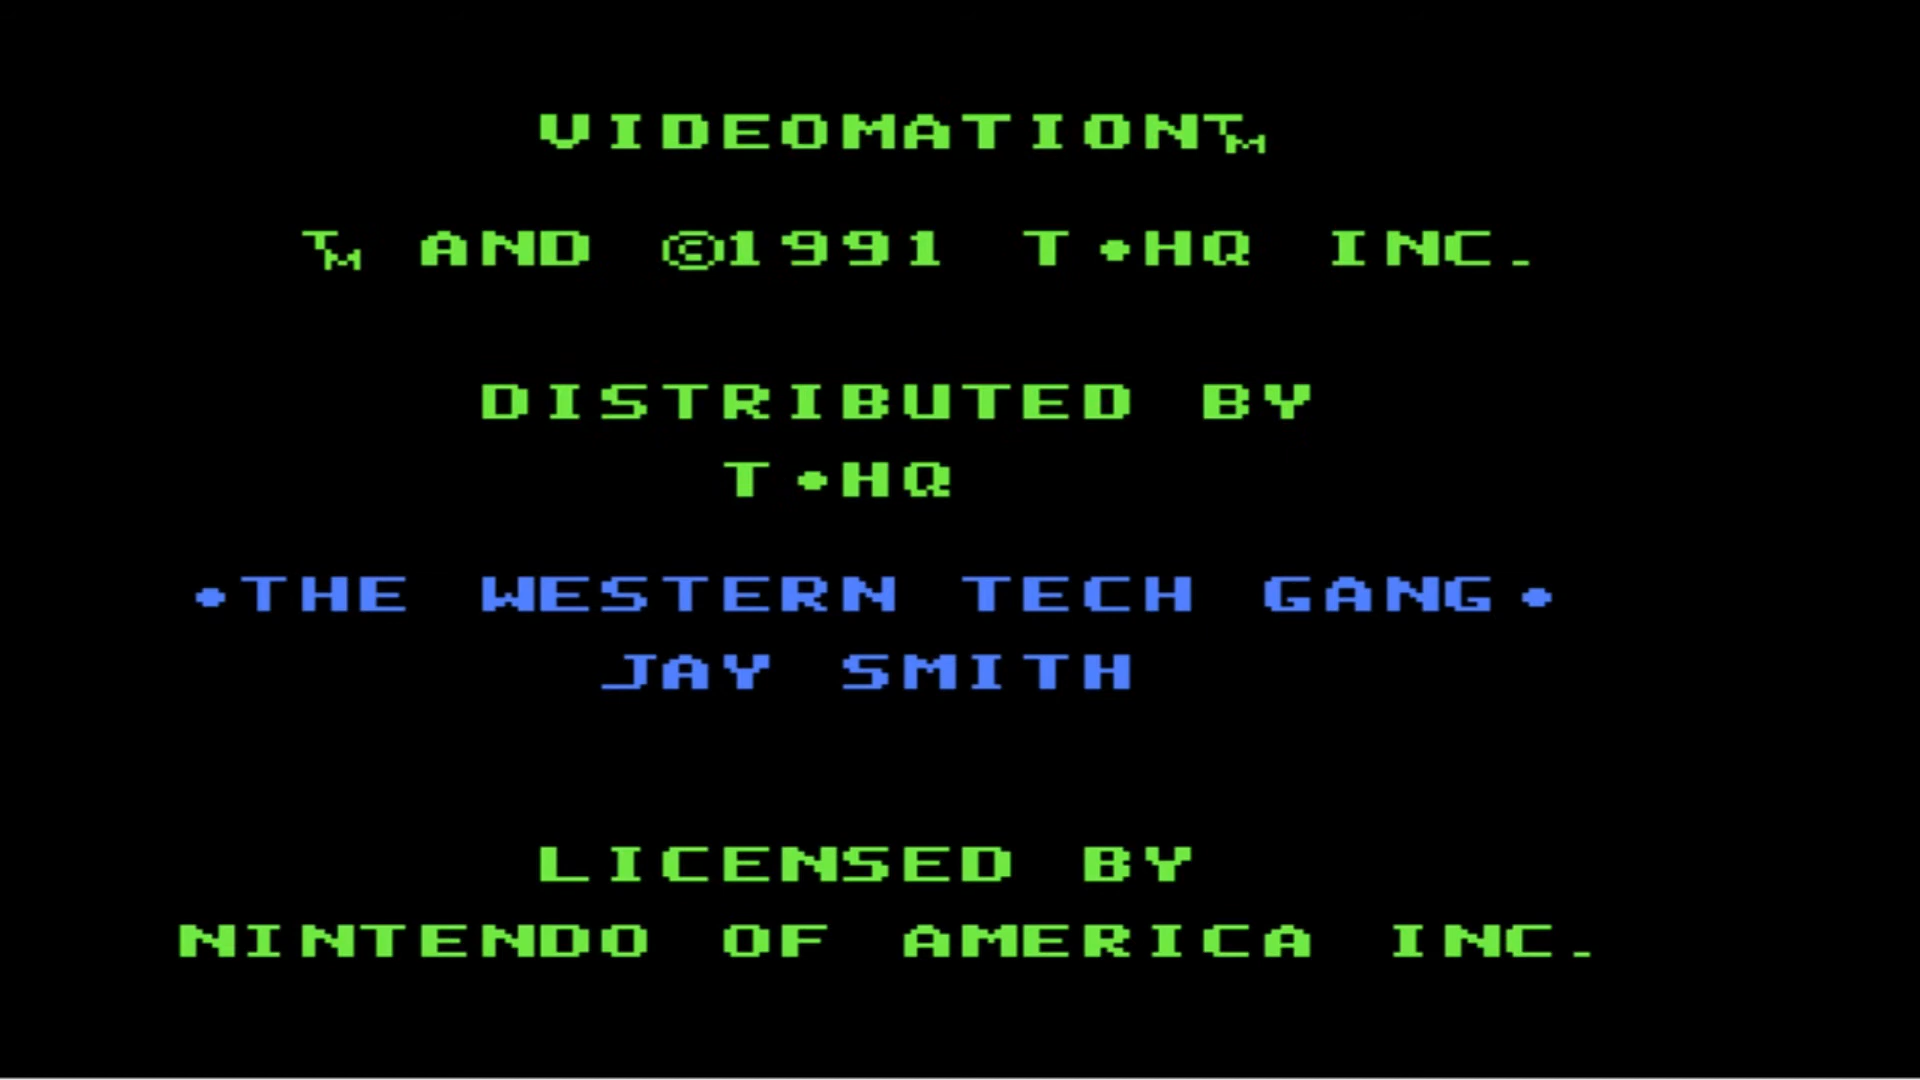 VIDEOMATION™
™ AND ©1991 T•HQ INC.
DISTRIBUTED BY
T•HQ
•THE WESTERN TECH GANG•
JAY SMITH
LICENSED BY
NINTENDO OF AMERICA INC.